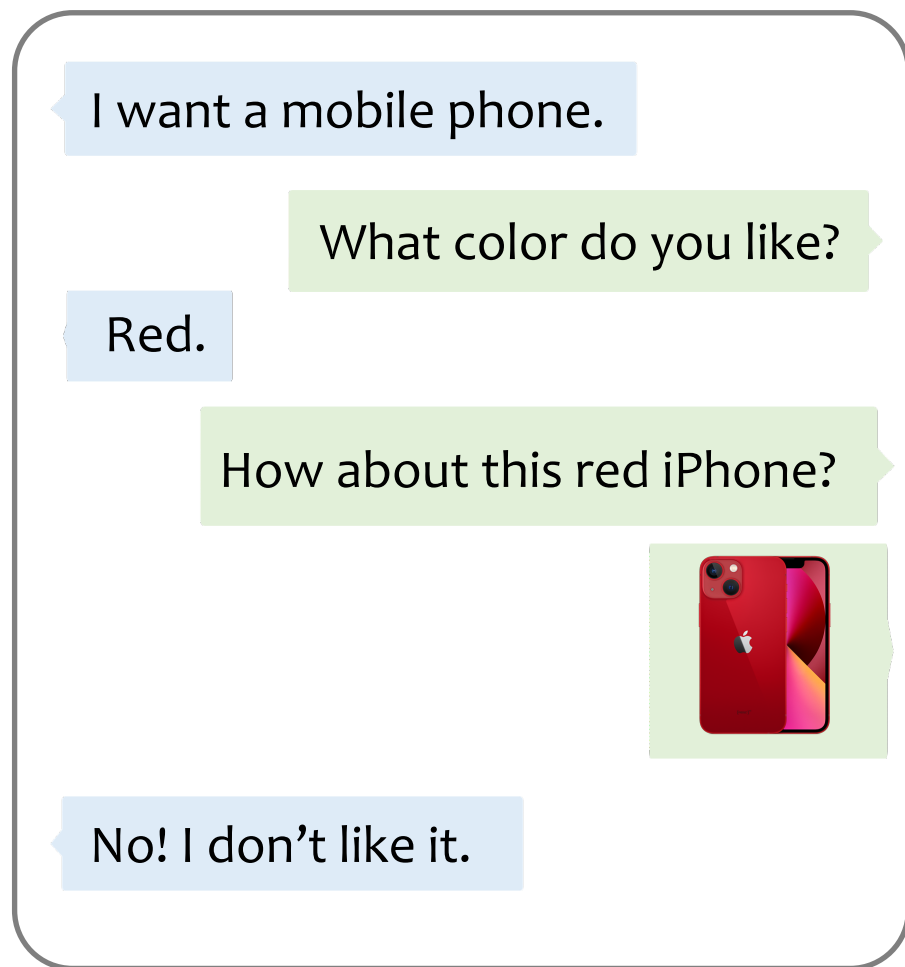 I want a mobile phone.
What color do you like?
Red.
How about this red iPhone?
No! I don’t like it.